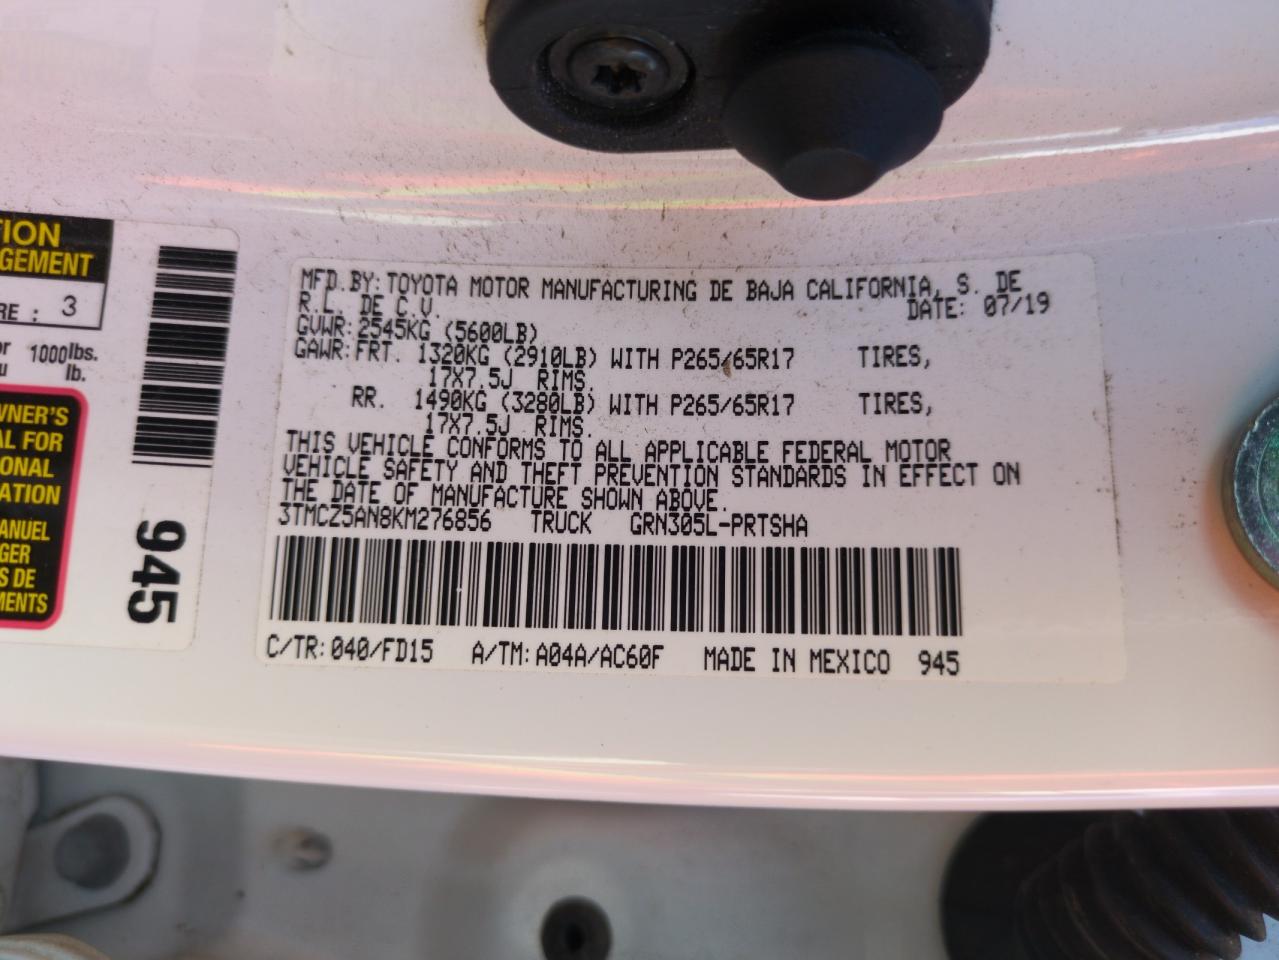 TION
GEMENT
RE : 3
or 1000lbs.
u lb.
WNER'S
AL FOR
IONAL
ATION
ANUEL
GER
S DE
MENTS
945
MFD.BY: TOYOTA MOTOR MANUFACTURING DE BAJA CALIFORNIA, S. DE
R.L. DE C.V. DATE: 07/19
GVWR: 2545KG (5600LB)
GAWR: FRT. 1320KG (2910LB) WITH P265/65R17 TIRES,
17X7.5J RIMS.
RR. 1490KG (3280LB) WITH P265/65R17 TIRES,
17X7.5J RIMS.
THIS VEHICLE CONFORMS TO ALL APPLICABLE FEDERAL MOTOR
VEHICLE SAFETY AND THEFT PREVENTION STANDARDS IN EFFECT ON
THE DATE OF MANUFACTURE SHOWN ABOVE.
3TMCZ5AN8KM276856 TRUCK GRN305L-PRTSHA
C/TR: 040/FD15 A/TM: A04A/AC60F MADE IN MEXICO 945